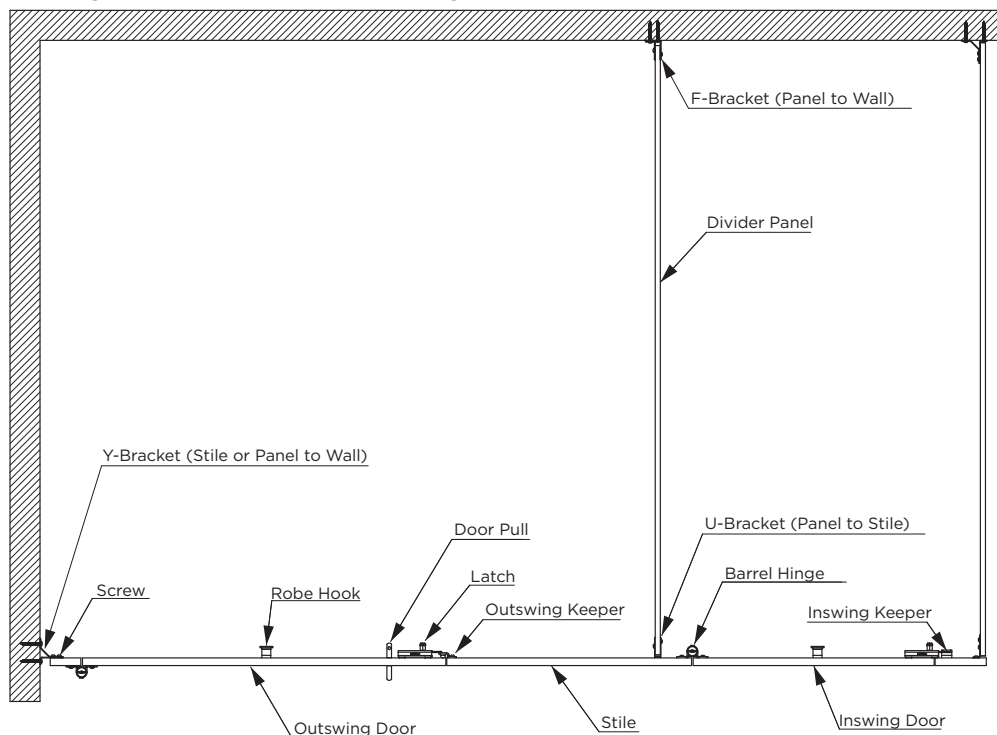 F-Bracket (Panel to Wall)
Divider Panel
Y-Bracket (Stile or Panel to Wall)
U-Bracket (Panel to Stile)
Door Pull
Barrel Hinge
Latch
Screw
Robe Hook
Outswing Keeper
Inswing Keeper
Outswing Door
Stile
Inswing Door